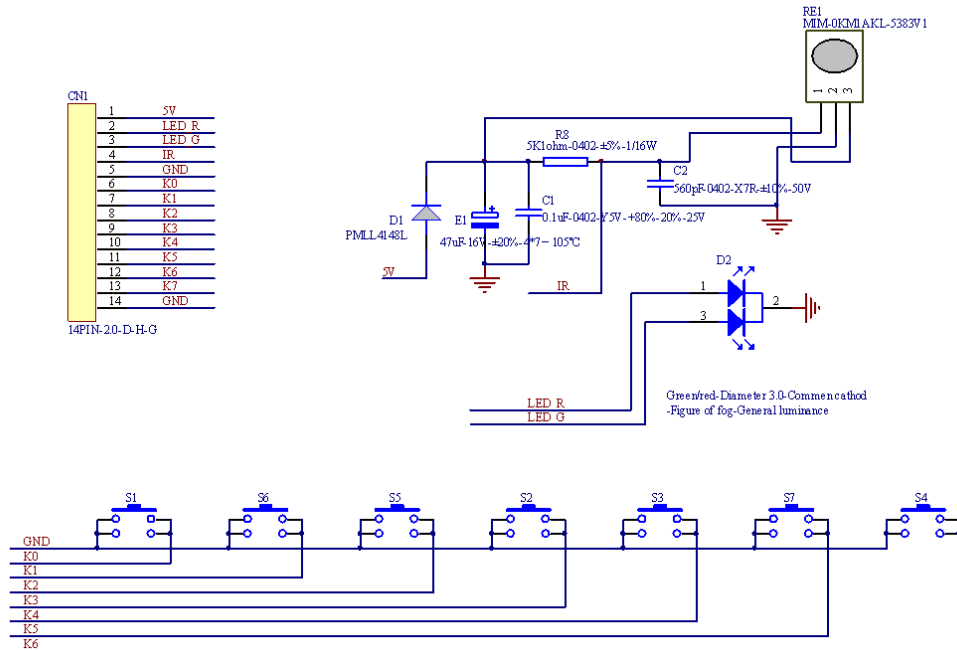 RE1
MIM-0KM1AKL-5383V1
1 2 3
CN1
1 5V
2 LED R
3 LED G
4 IR
5 GND
6 K0
7 K1
8 K2
9 K3
10 K4
11 K5
12 K6
13 K7
14 GND
14PIN-2.0-D-H-G
R8
5K1ohm-0402-±5%-1/16W
C2
560pF-0402-X7R-±10%-50V
C1
0.1uF-0402-Y5V-+80%-20%-25V
D1
PMLL4148L
E1
47uF-16V-±20%-4*7-105℃
5V
IR
D2
1
2
3
LED R
LED G
Green/red-Diameter 3.0-Commen cathod
-Figure of fog-General luminance
S1 S6 S5 S2 S3 S7 S4
GND
K0
K1
K2
K3
K4
K5
K6